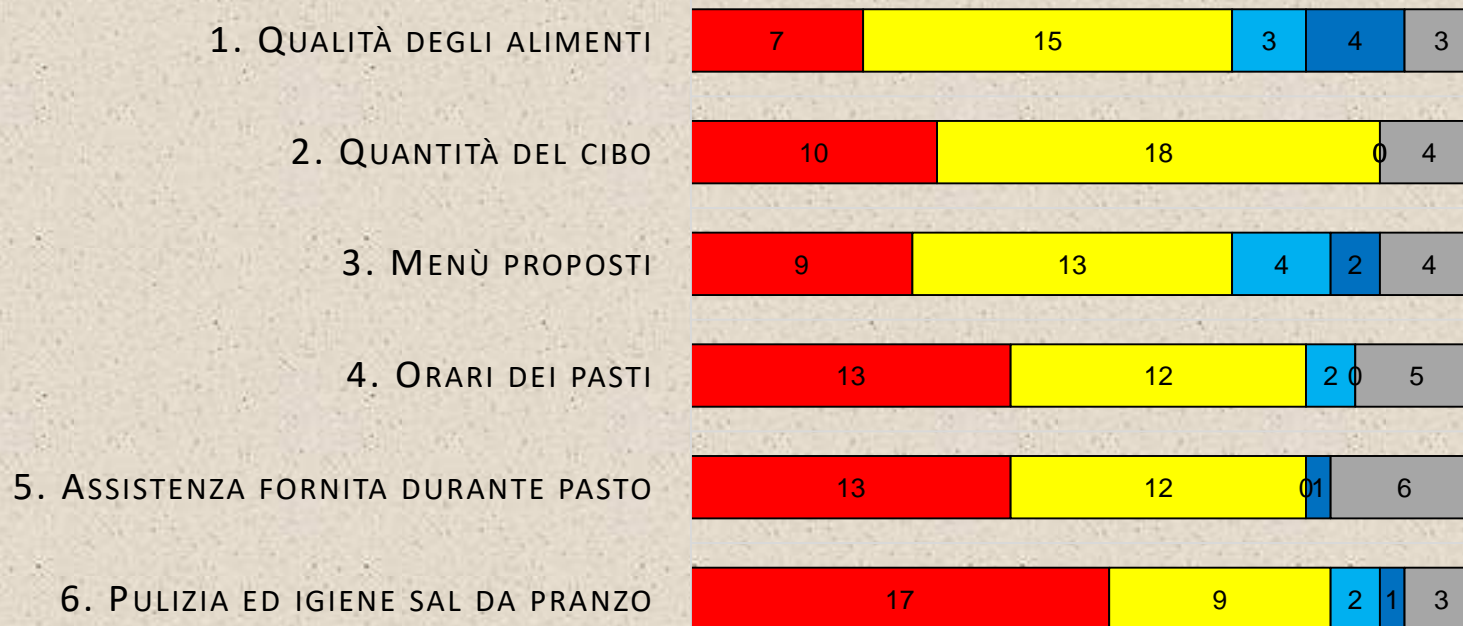 1. QUALITÀ DEGLI ALIMENTI 7 15 3 4 3
2. QUANTITÀ DEL CIBO 10 18 0 4
3. MENÙ PROPOSTI 9 13 4 2 4
4. ORARI DEI PASTI 13 12 2 0 5
5. ASSISTENZA FORNITA DURANTE PASTO 13 12 0 1 6
6. PULIZIA ED IGIENE SAL DA PRANZO 17 9 2 1 3